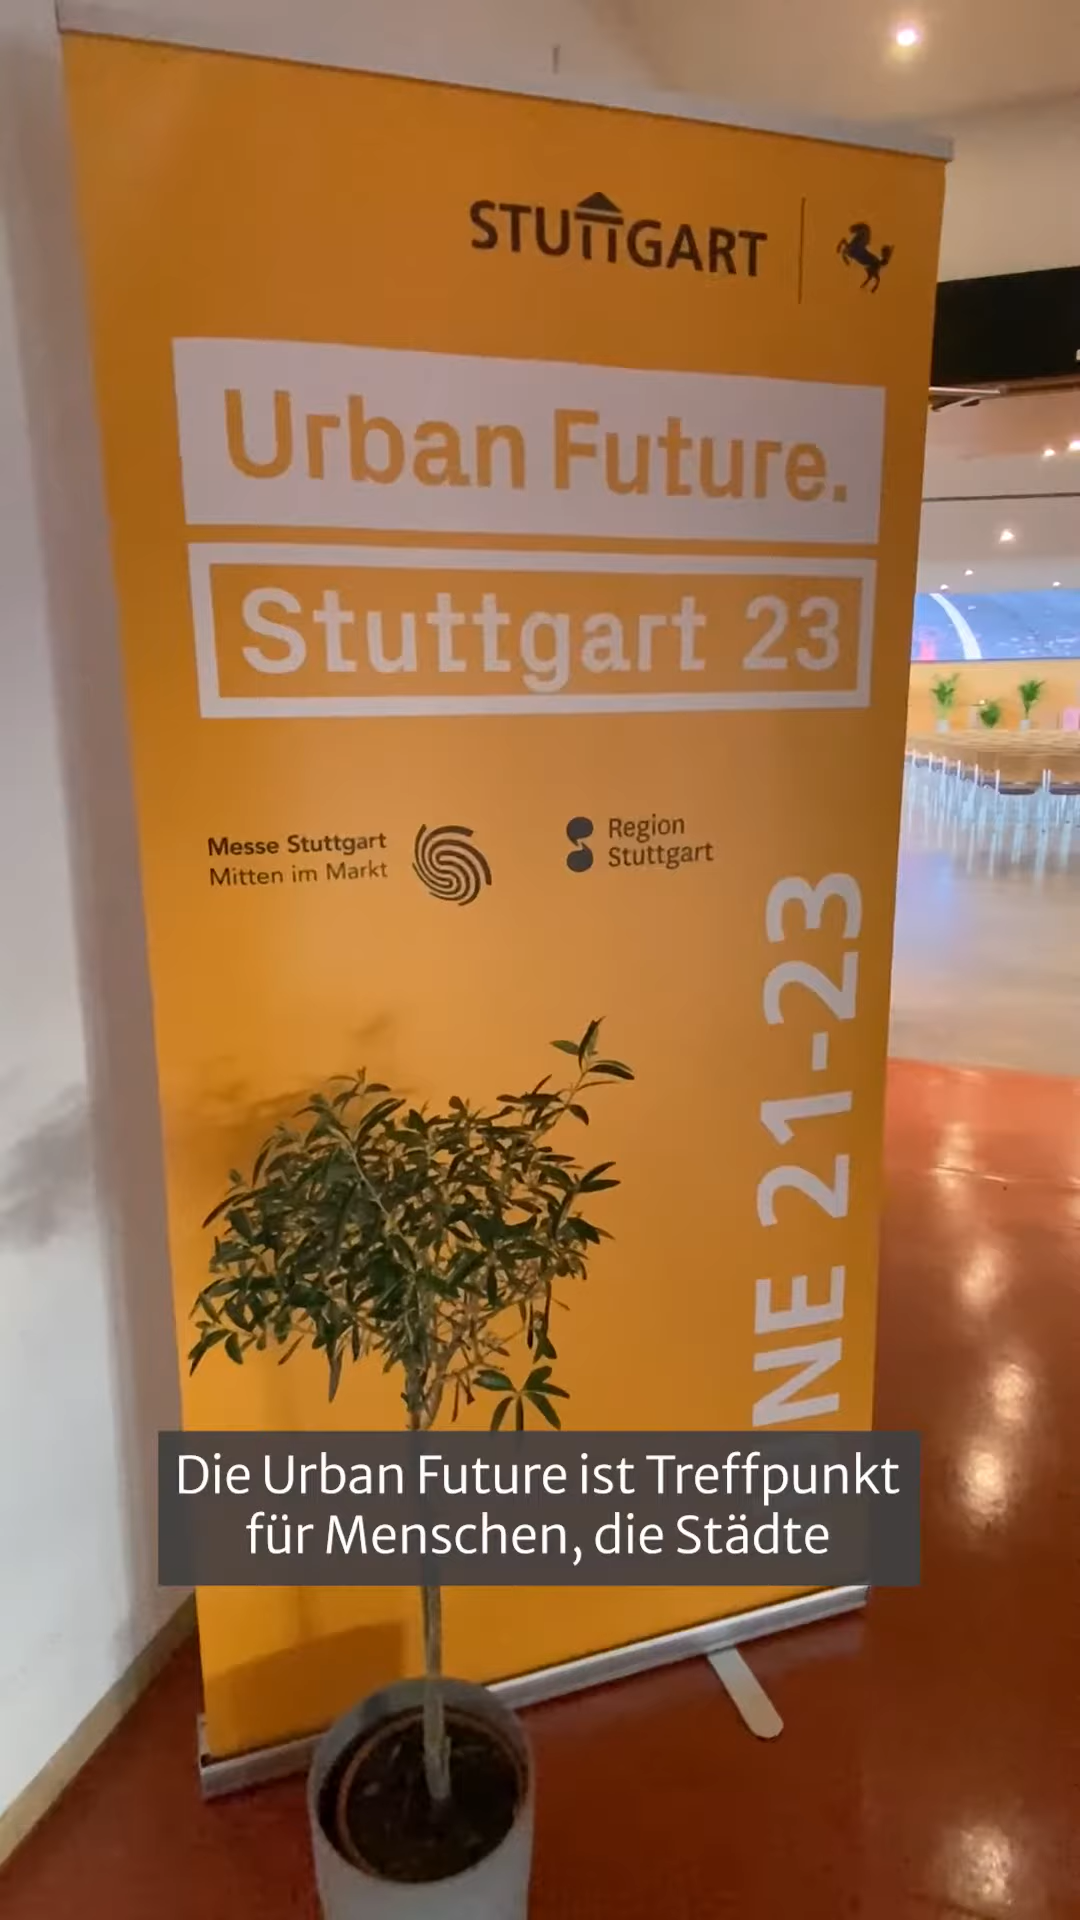 STUTTGART
Urban Future.
Stuttgart 23
Messe Stuttgart
Mitten im Markt
Region
Stuttgart
NE 21-23
Die Urban Future ist Treffpunkt
für Menschen, die Städte